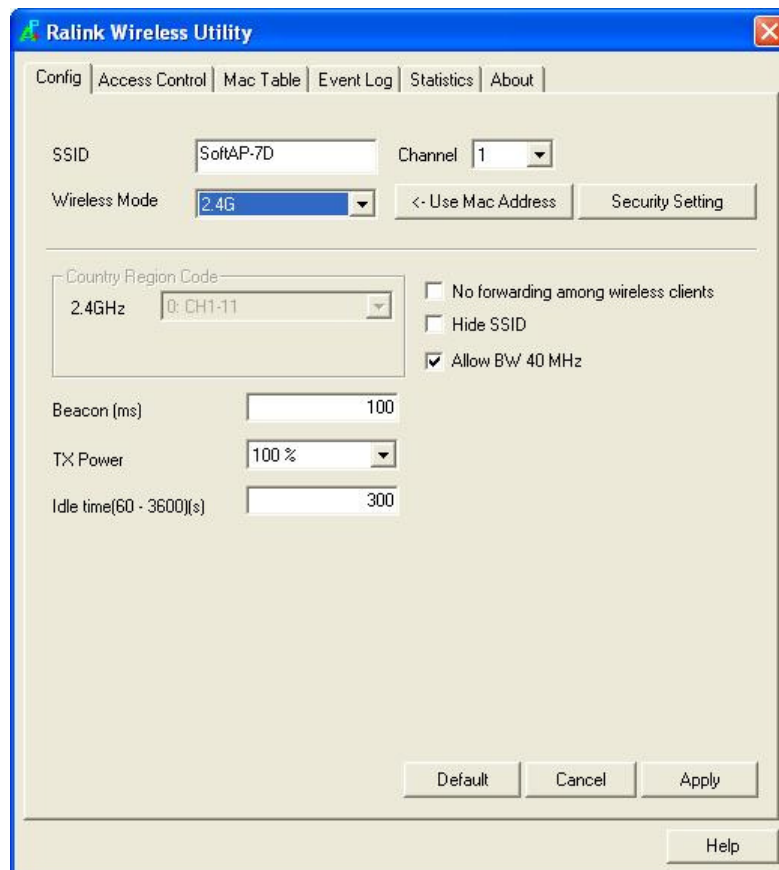 Ralink Wireless Utility
Config Access Control Mac Table Event Log Statistics About
SSID SoftAP-7D Channel 1
Wireless Mode 2.4G <- Use Mac Address Security Setting
Country Region Code
2.4GHz 0: CH1-11
No forwarding among wireless clients
Hide SSID
Allow BW 40 MHz
Beacon (ms) 100
TX Power 100 %
Idle time(60 - 3600)(s) 300
Default Cancel Apply
Help